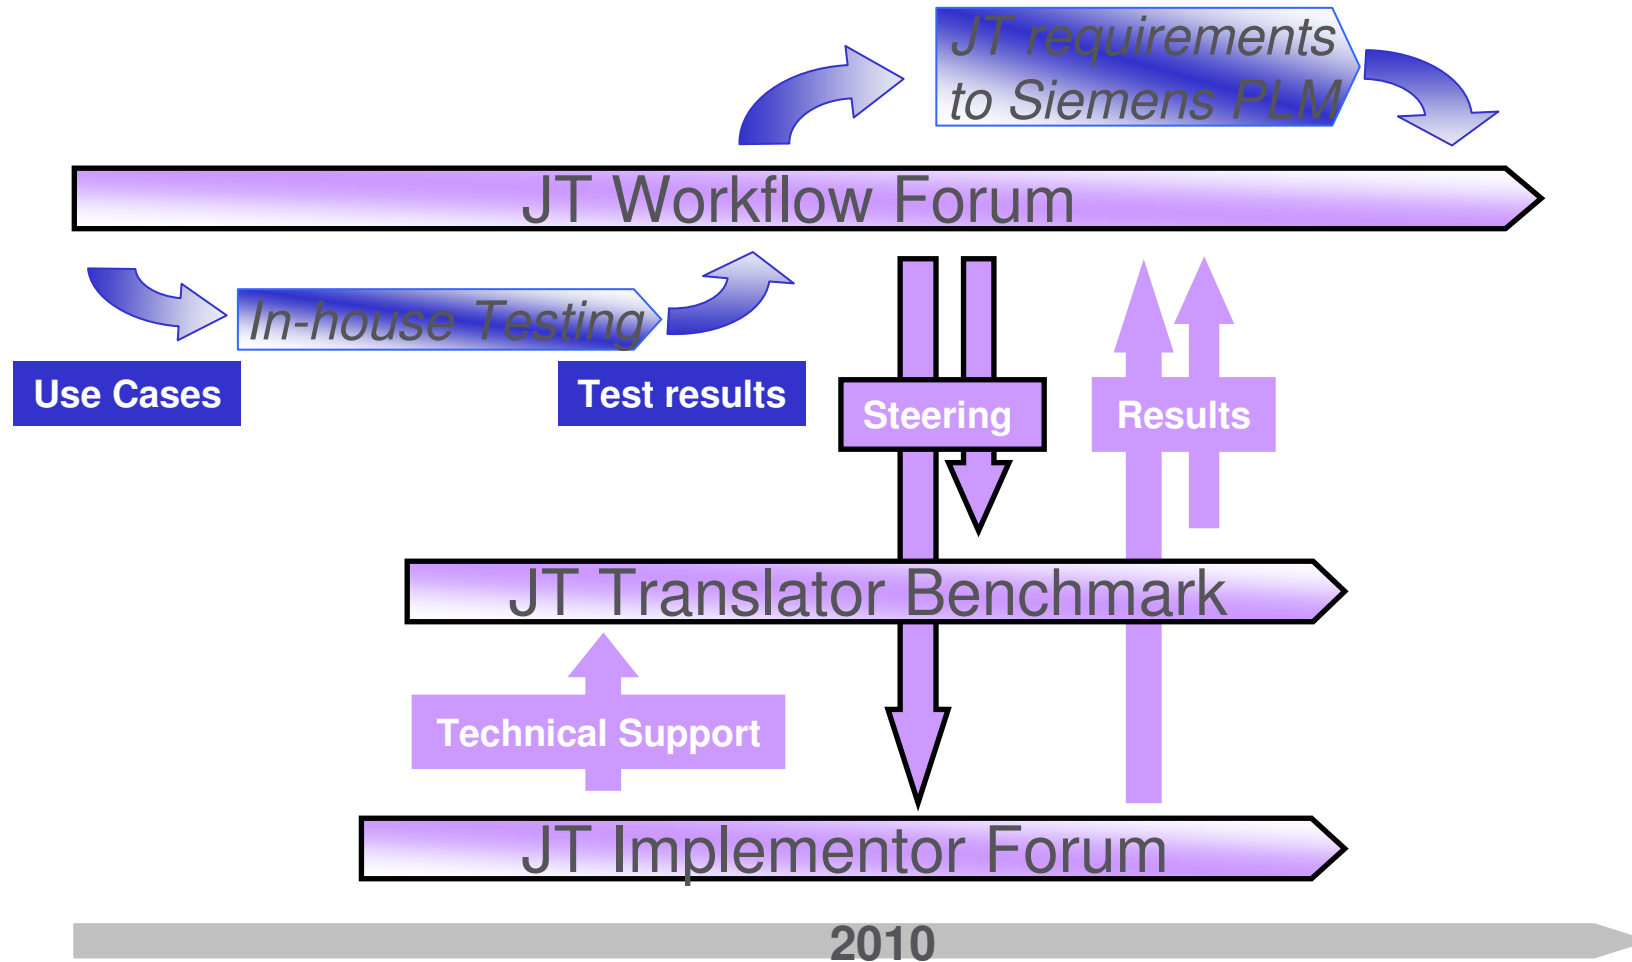 JT requirements
to Siemens PLM
JT Workflow Forum
In-house Testing
Use Cases
Test results
Steering
Results
JT Translator Benchmark
Technical Support
JT Implementor Forum
2010